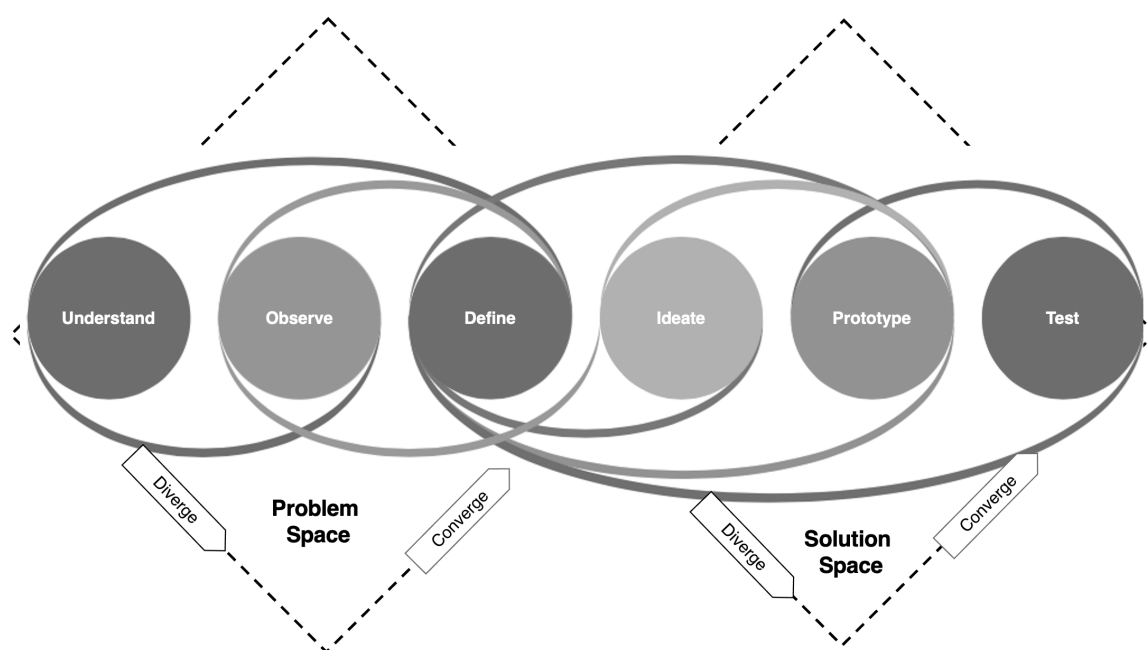 Understand
Observe
Define
Ideate
Prototype
Test
Diverge
Problem
Space
Converge
Diverge
Solution
Space
Converge